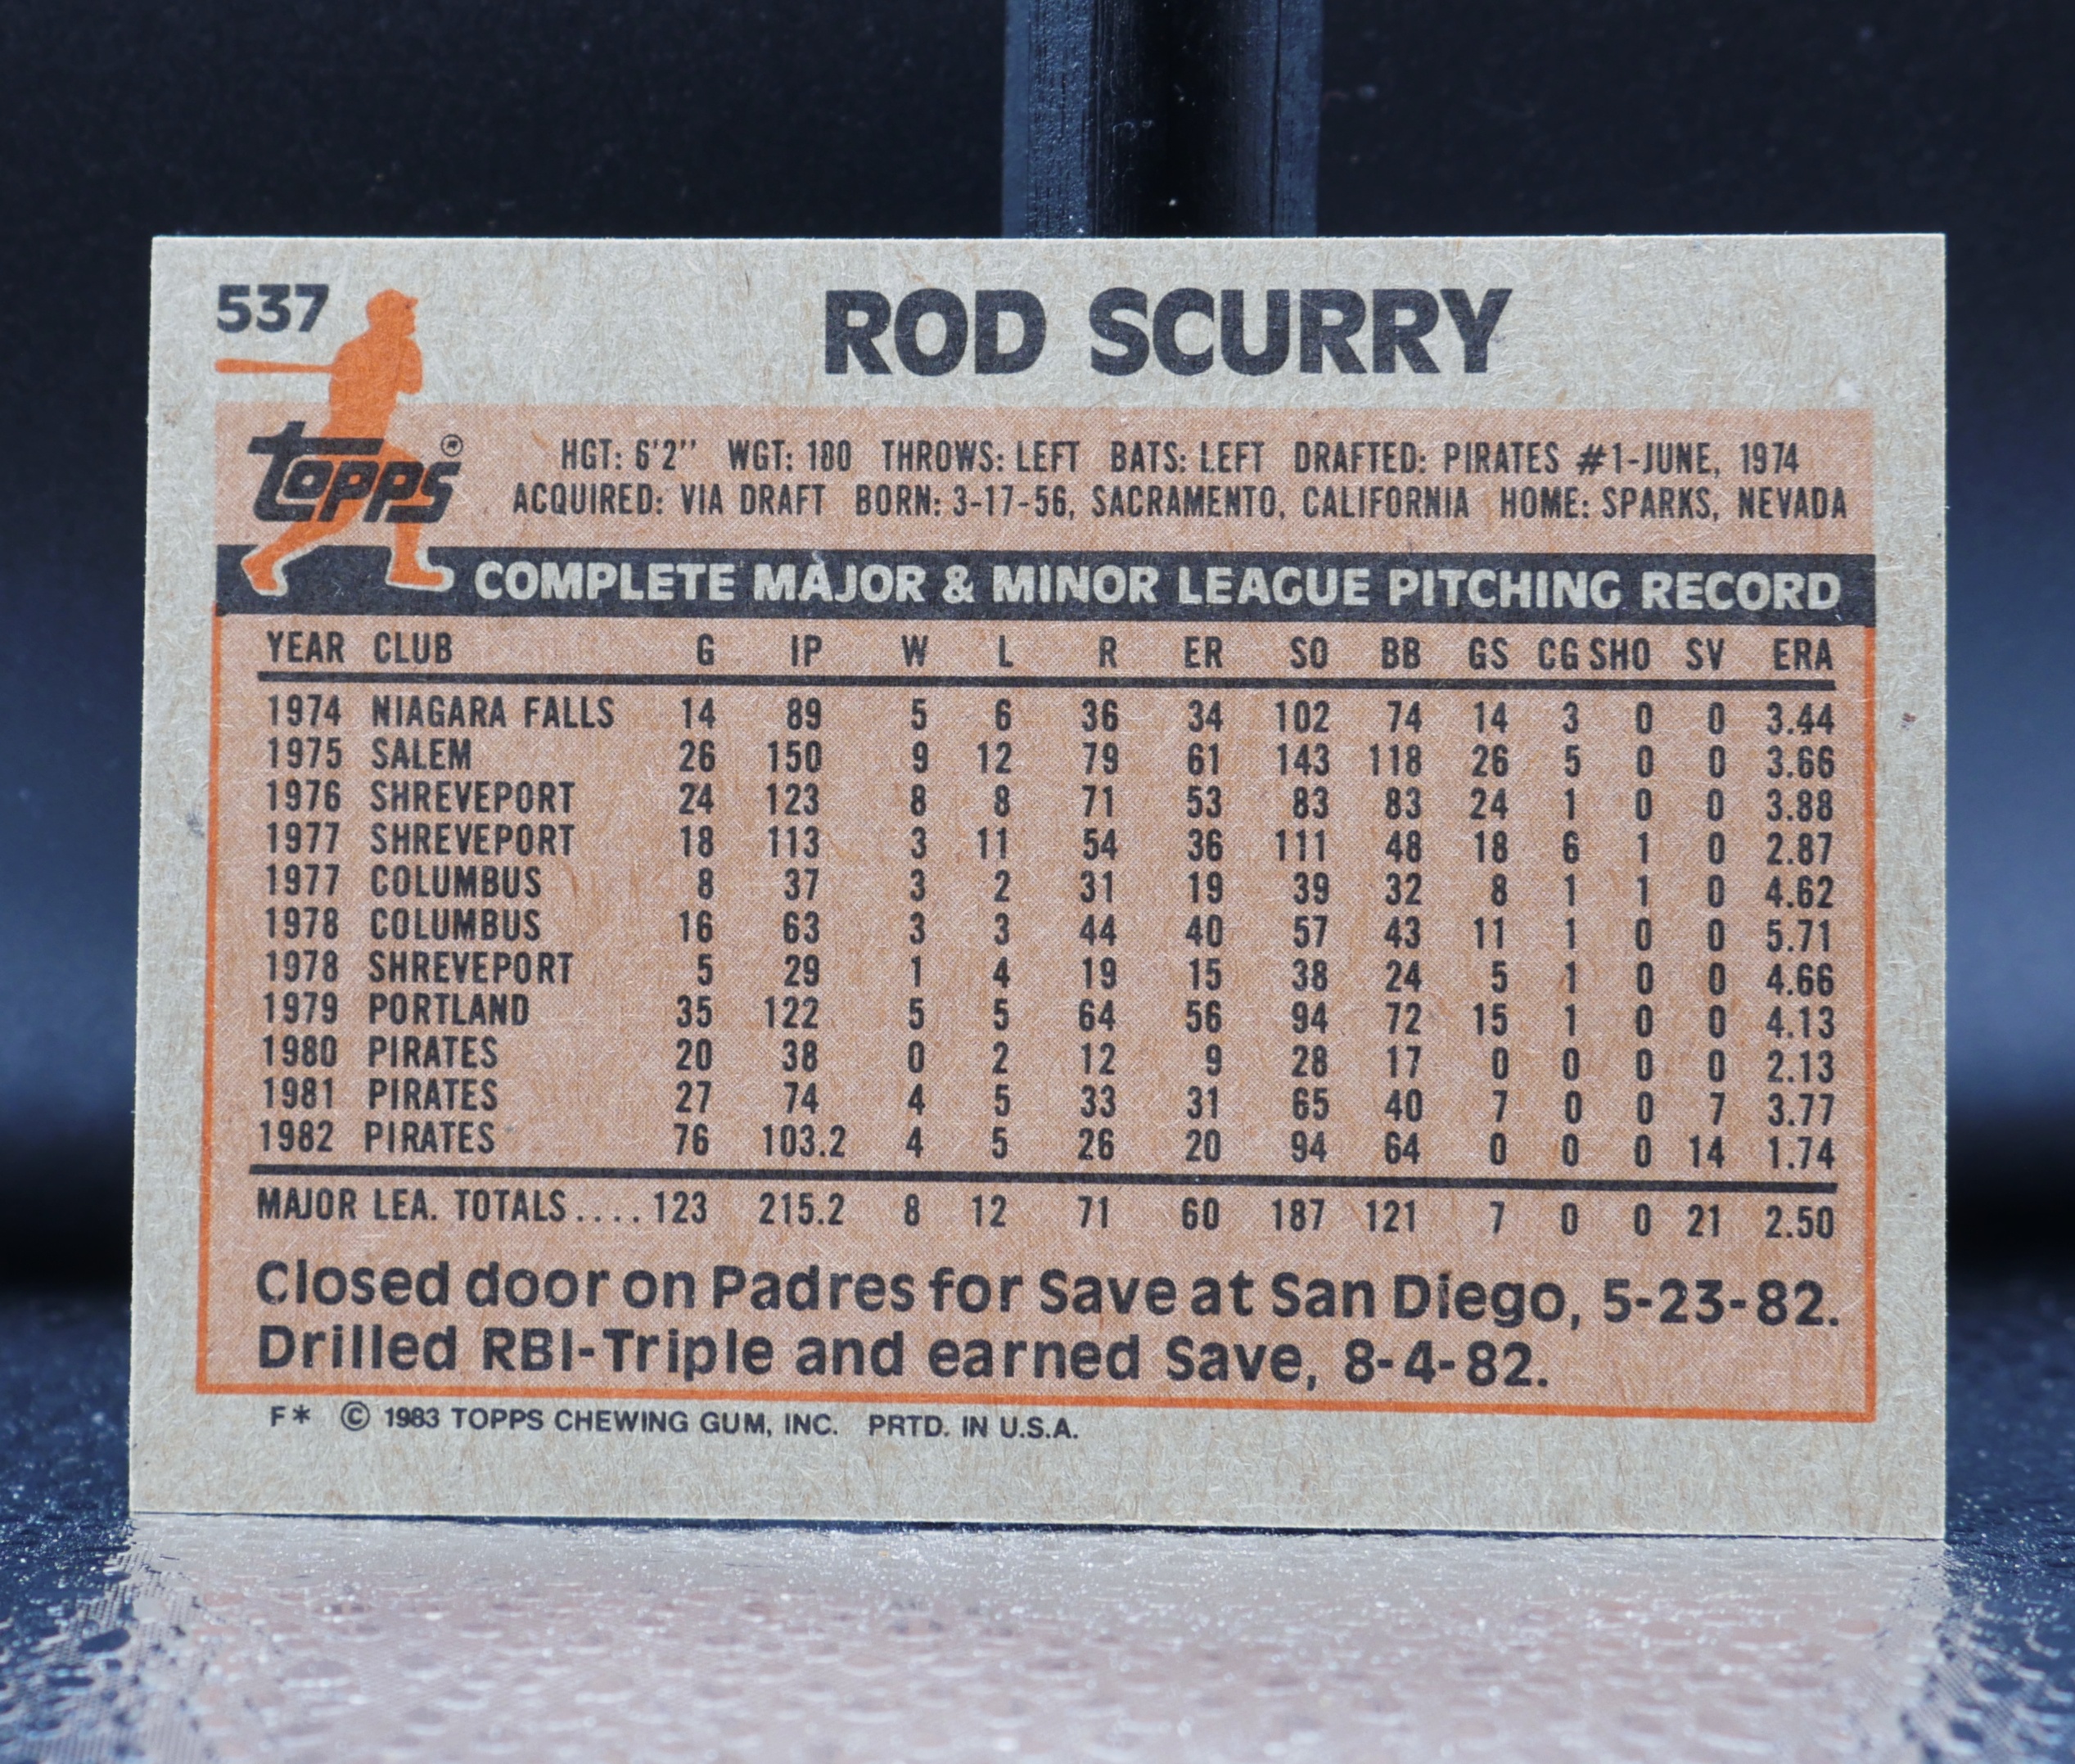 537
ROD SCURRY
topps®
HGT: 6'2" WGT: 180 THROWS: LEFT BATS: LEFT DRAFTED: PIRATES #1-JUNE, 1974
ACQUIRED: VIA DRAFT BORN: 3-17-56, SACRAMENTO, CALIFORNIA HOME: SPARKS, NEVADA
COMPLETE MAJOR & MINOR LEAGUE PITCHING RECORD
YEAR CLUB G IP W L R ER SO BB GS CG SHO SV ERA
1974 NIAGARA FALLS 14 89 5 6 36 34 102 74 14 3 0 0 3.44
1975 SALEM 26 150 9 12 79 61 143 118 26 5 0 0 3.66
1976 SHREVEPORT 24 123 8 8 71 53 83 83 24 1 0 0 3.88
1977 SHREVEPORT 18 113 3 11 54 36 111 48 18 6 1 0 2.87
1977 COLUMBUS 8 37 3 2 31 19 39 32 8 1 1 0 4.62
1978 COLUMBUS 16 63 3 3 44 40 57 43 11 1 0 0 5.71
1978 SHREVEPORT 5 29 1 4 19 15 38 24 5 1 0 0 4.66
1979 PORTLAND 35 122 5 5 64 56 94 72 15 1 0 0 4.13
1980 PIRATES 20 38 0 2 12 9 28 17 0 0 0 0 2.13
1981 PIRATES 27 74 4 5 33 31 65 40 7 0 0 7 3.77
1982 PIRATES 76 103.2 4 5 26 20 94 64 0 0 0 14 1.74
MAJOR LEA. TOTALS.... 123 215.2 8 12 71 60 187 121 7 0 0 21 2.50
Closed door on Padres for Save at San Diego, 5-23-82.
Drilled RBI-Triple and earned Save, 8-4-82.
F* © 1983 TOPPS CHEWING GUM, INC. PRTD. IN U.S.A.